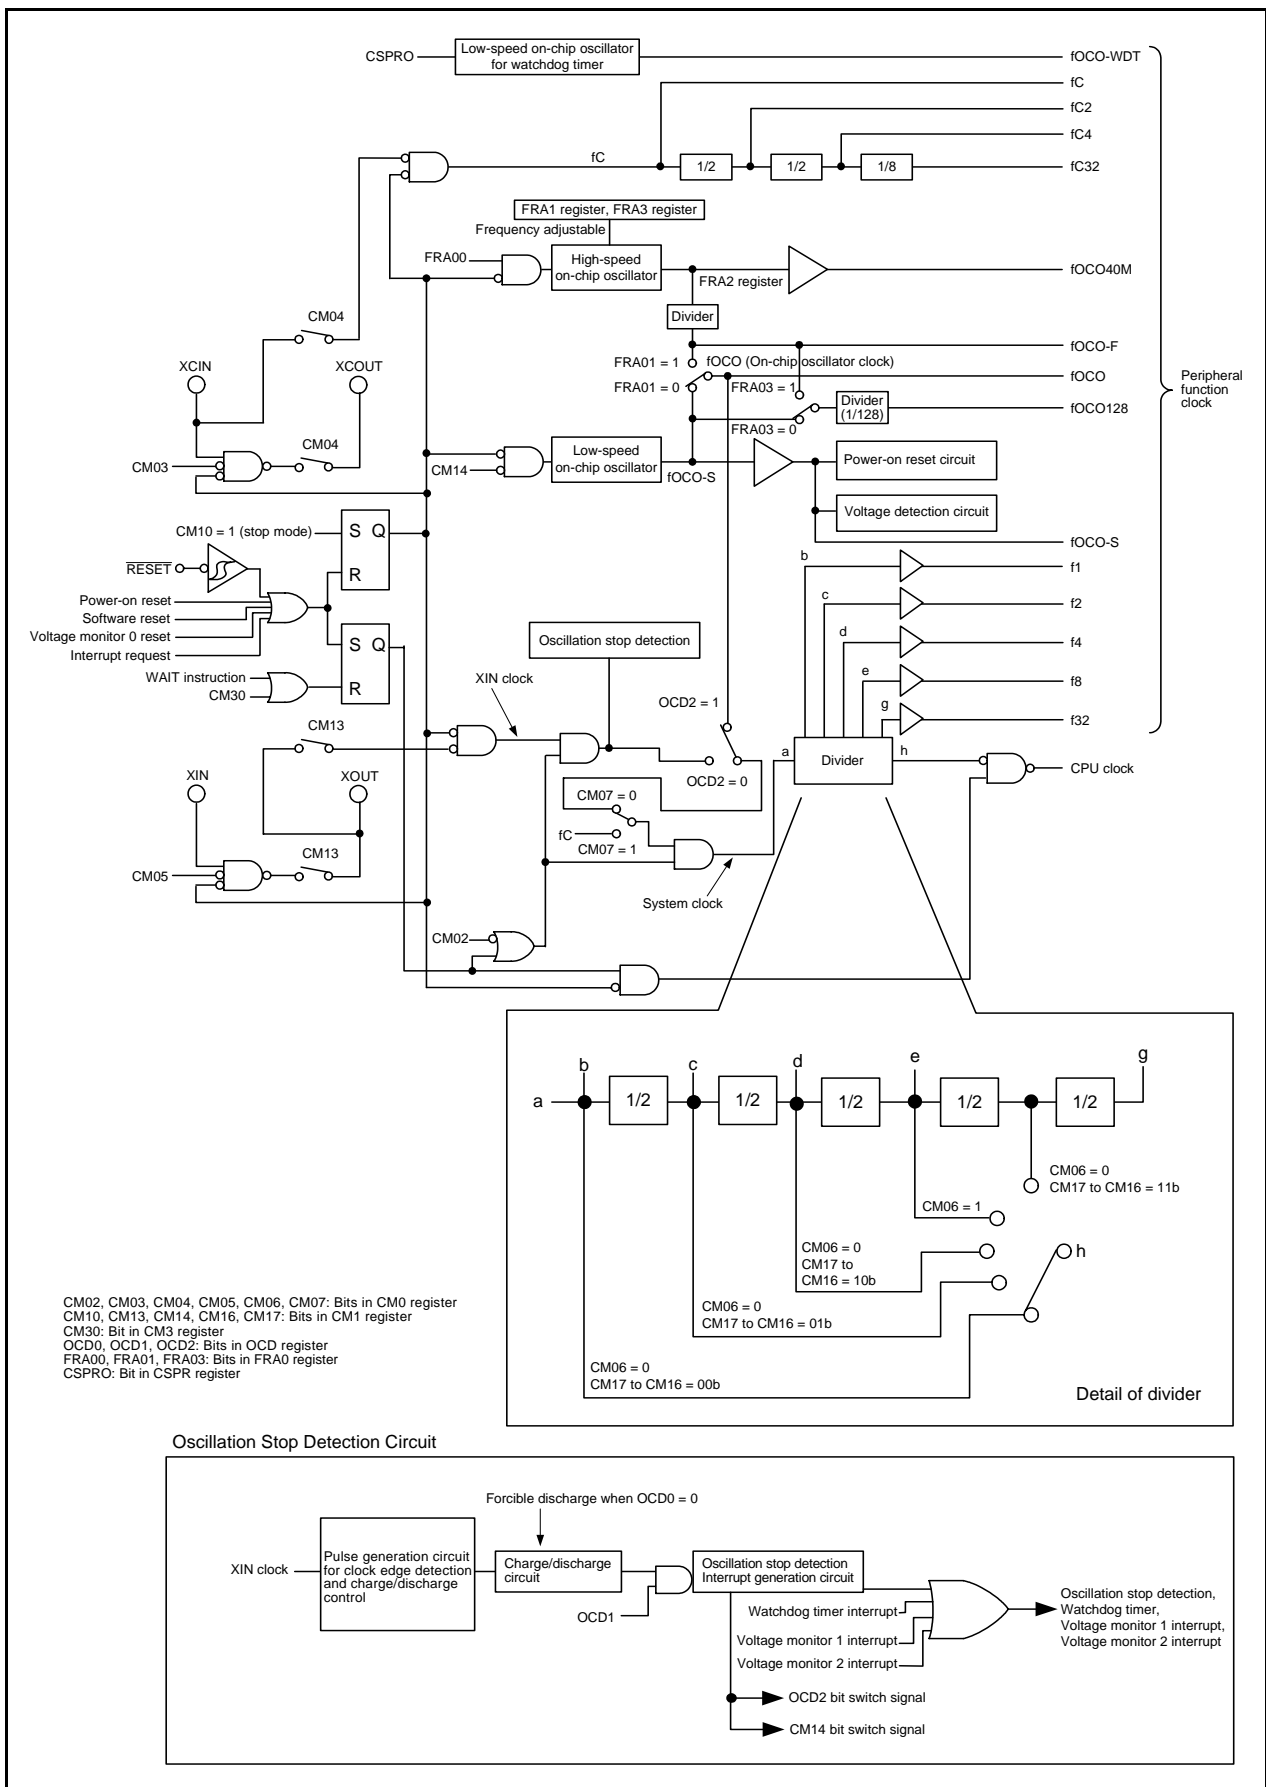 CSPRO
Low-speed on-chip oscillator
for watchdog timer
fOCO-WDT
fC
fC2
fC4
fC
1/2
1/2
1/8
fC32
FRA1 register, FRA3 register
Frequency adjustable
FRA00
High-speed
on-chip oscillator
FRA2 register
fOCO40M
Divider
CM04
fOCO-F
FRA01 = 1
fOCO (On-chip oscillator clock)
XCIN
XCOUT
FRA01 = 0
FRA03 = 1
fOCO
Peripheral
function
clock
Divider
(1/128)
fOCO128
FRA03 = 0
CM04
CM03
Low-speed
on-chip oscillator
CM14
fOCO-S
Power-on reset circuit
Voltage detection circuit
CM10 = 1 (stop mode)
S Q
R
fOCO-S
RESET
b
f1
Power-on reset
Software reset
Voltage monitor 0 reset
Interrupt request
c
f2
S Q
R
Oscillation stop detection
d
f4
WAIT instruction
CM30
XIN clock
e
f8
OCD2 = 1
g
f32
CM13
a
Divider
h
CPU clock
XIN
XOUT
OCD2 = 0
CM07 = 0
fC
CM07 = 1
CM13
CM05
System clock
CM02
b
c
d
e
g
a
1/2
1/2
1/2
1/2
1/2
CM06 = 0
CM17 to CM16 = 11b
CM06 = 1
CM06 = 0
CM17 to
CM16 = 10b
h
CM06 = 0
CM17 to CM16 = 01b
CM06 = 0
CM17 to CM16 = 00b
Detail of divider
CM02, CM03, CM04, CM05, CM06, CM07: Bits in CM0 register
CM10, CM13, CM14, CM16, CM17: Bits in CM1 register
CM30: Bit in CM3 register
OCD0, OCD1, OCD2: Bits in OCD register
FRA00, FRA01, FRA03: Bits in FRA0 register
CSPRO: Bit in CSPR register
Oscillation Stop Detection Circuit
Forcible discharge when OCD0 = 0
XIN clock
Pulse generation circuit
for clock edge detection
and charge/discharge
control
Charge/discharge
circuit
OCD1
Oscillation stop detection
Interrupt generation circuit
Watchdog timer interrupt
Voltage monitor 1 interrupt
Voltage monitor 2 interrupt
Oscillation stop detection,
Watchdog timer,
Voltage monitor 1 interrupt,
Voltage monitor 2 interrupt
OCD2 bit switch signal
CM14 bit switch signal